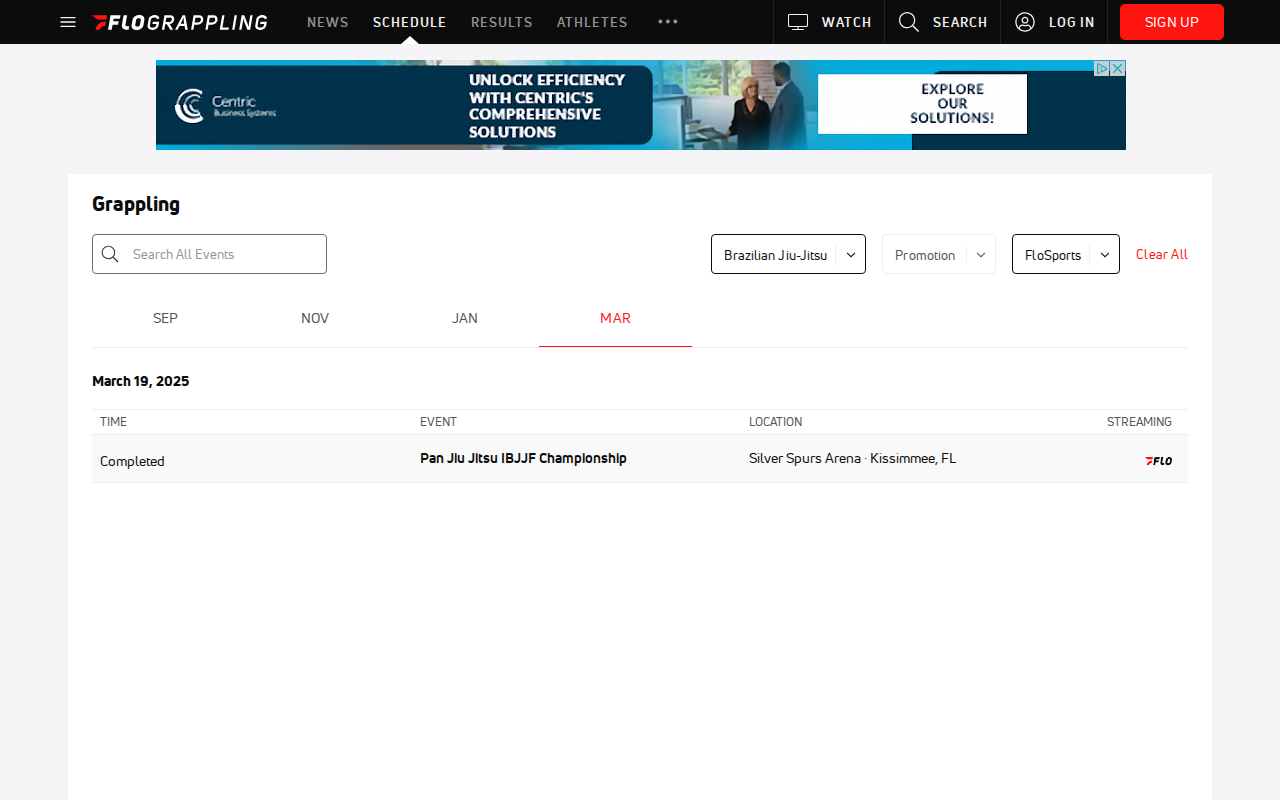 FLOGRAPPLING NEWS SCHEDULE RESULTS ATHLETES WATCH SEARCH LOG IN SIGN UP
Centric
Business Systems
UNLOCK EFFICIENCY
WITH CENTRIC'S
COMPREHENSIVE
SOLUTIONS
EXPLORE
OUR
SOLUTIONS!
Grappling
Search All Events Brazilian Jiu-Jitsu Promotion FloSports Clear All
SEP NOV JAN MAR
March 19, 2025
TIME EVENT LOCATION STREAMING
Completed Pan Jiu Jitsu IBJJF Championship Silver Spurs Arena · Kissimmee, FL FLO